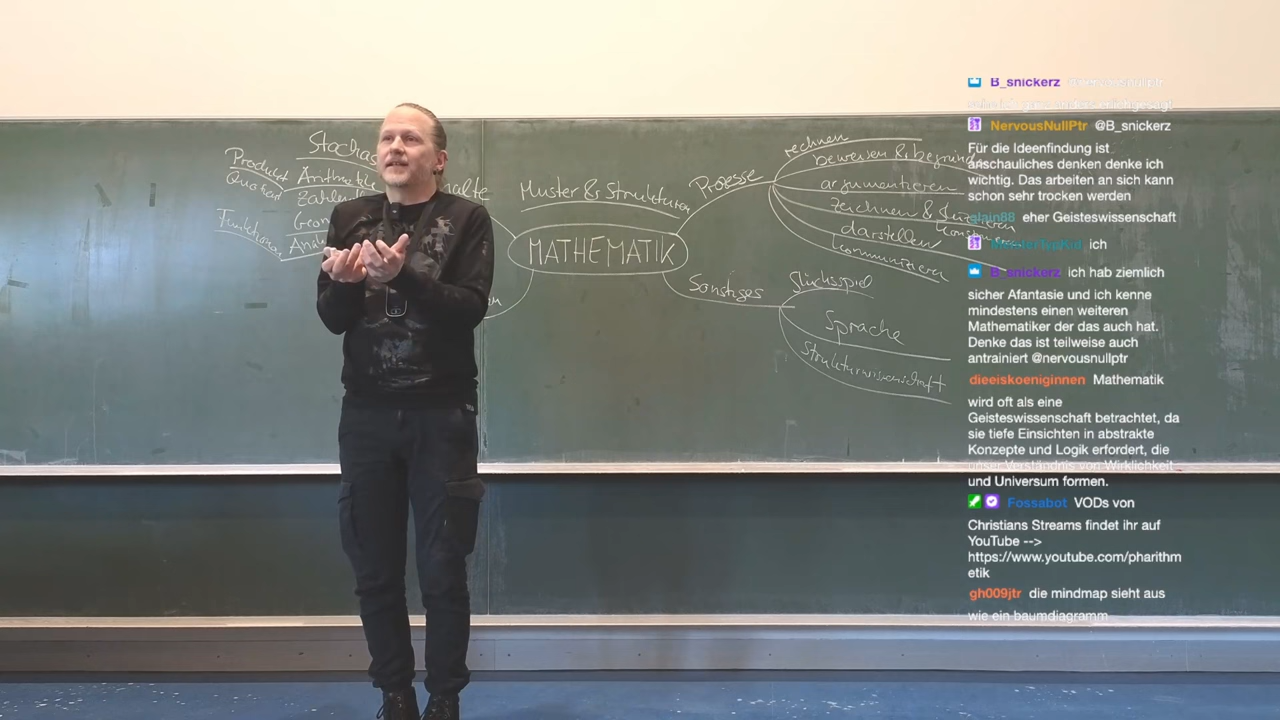 Stochas
Produkt
Quotient
Arithmetik
Zahlen
Geom
Funktionen
Analy
alte
Muster & Strukturen
MATHEMATIK
Prozesse
rechnen
beweisen & begründ
argumentieren
zeichnen &
darstellen
kommunizieren
Sonstiges
Glücksspiel
Sprache
Strukturwissenschaft
B_snickerz @nervousnullptr
NervousNullPtr @B_snickerz
Für die Ideenfindung ist
anschauliches denken denke ich
wichtig. Das arbeiten an sich kann
schon sehr trocken werden
eher Geisteswissenschaft
ich
B_snickerz ich hab ziemlich
sicher Afantasie und ich kenne
mindestens einen weiteren
Mathematiker der das auch hat.
Denke das ist teilweise auch
antrainiert @nervousnullptr
dieeiskoeniginnen Mathematik
wird oft als eine
Geisteswissenschaft betrachtet, da
sie tiefe Einsichten in abstrakte
Konzepte und Logik erfordert, die
unser Verständnis von Wirklichkeit
und Universum formen.
Fossabot VODs von
Christians Streams findet ihr auf
YouTube -->
https://www.youtube.com/pharithm
etik
gh009jtr die mindmap sieht aus
wie ein baumdiagramm